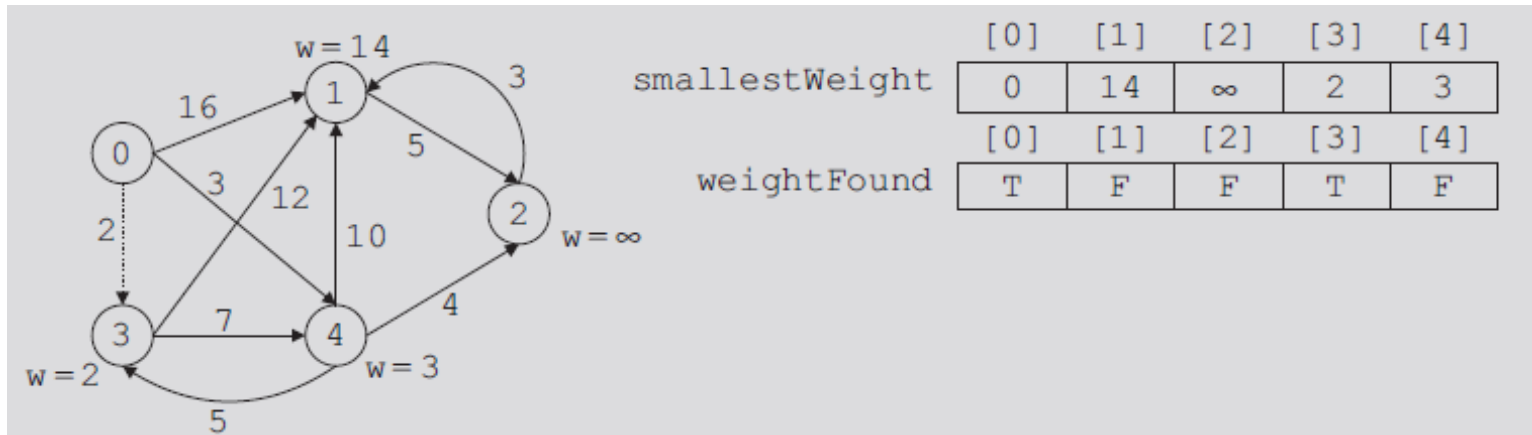 [0] [1] [2] [3] [4]
w=14
smallestWeight 0 14 ∞ 2 3
3
1
16
[0] [1] [2] [3] [4]
0
5
weightFound T F F T F
3
12
2
2
10
w=∞
4
7
3
4
w=2
w=3
5